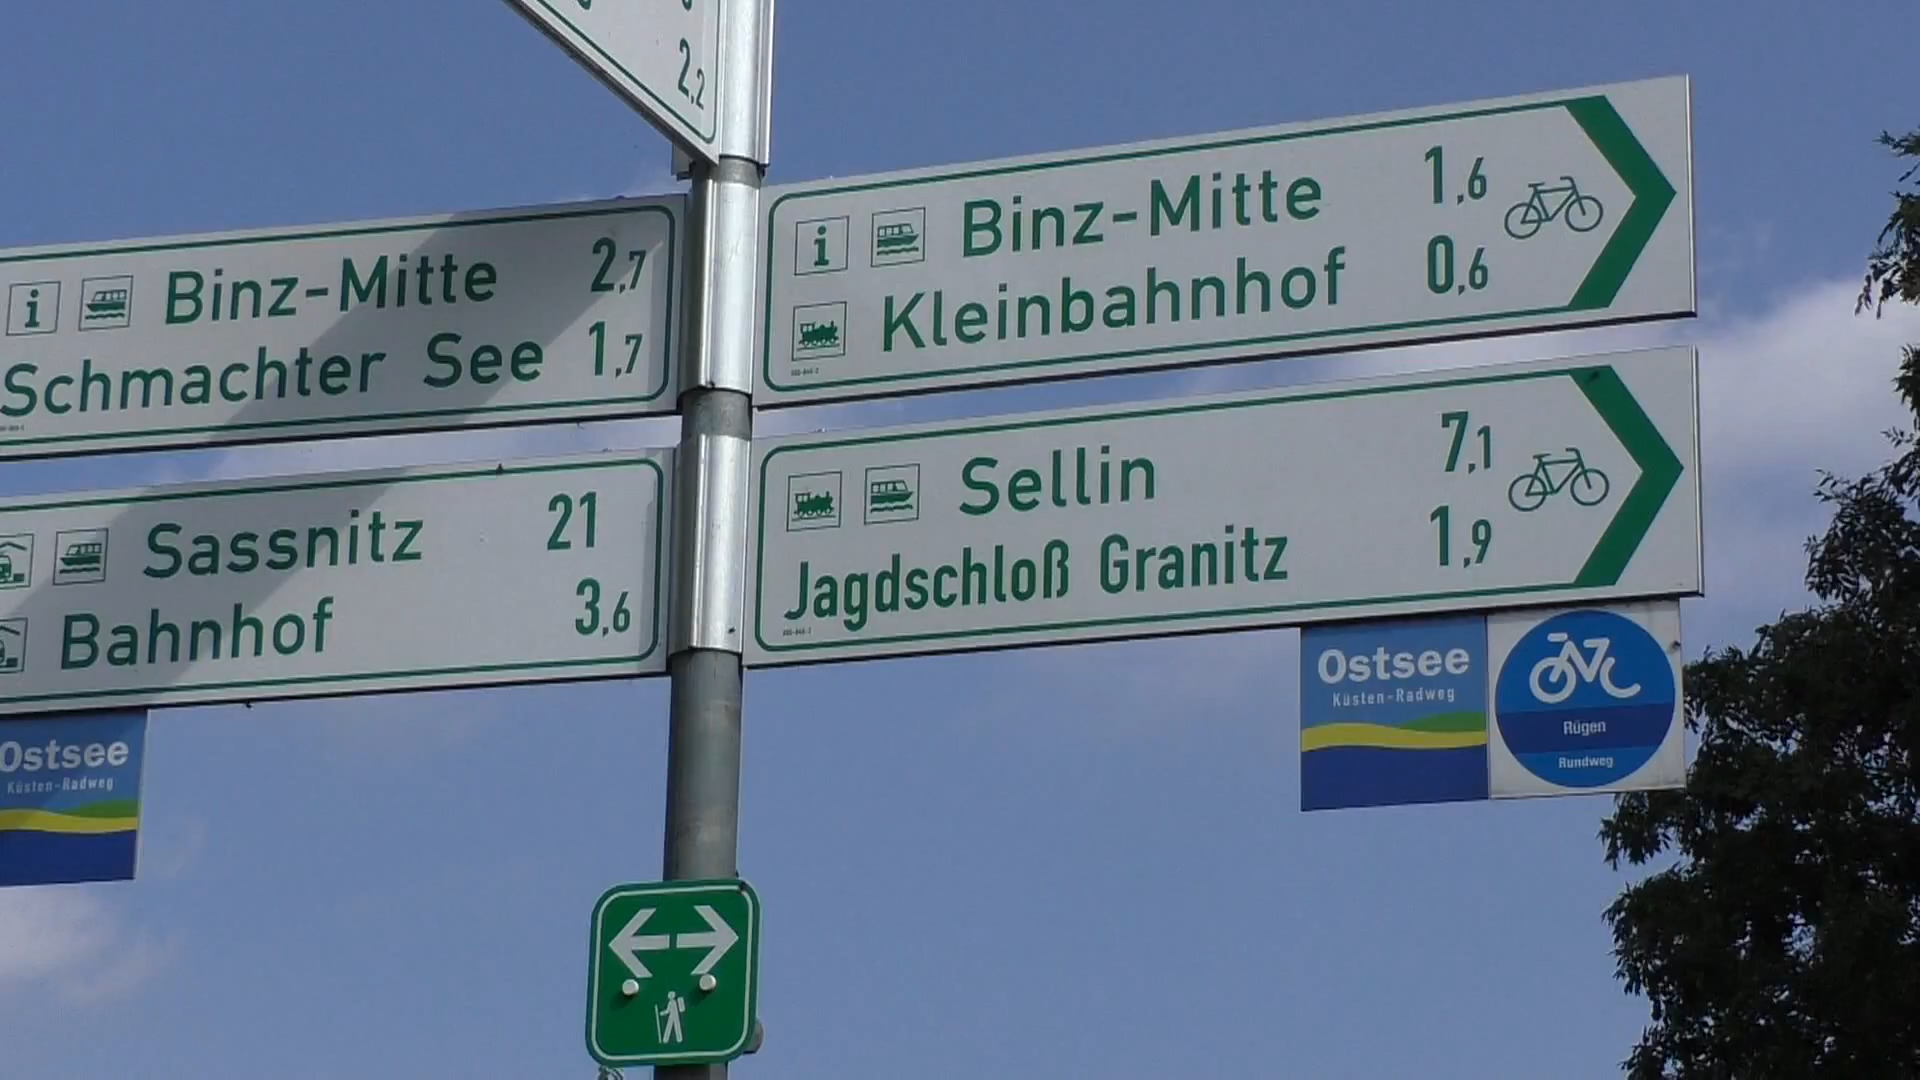 2,2
Binz-Mitte 2,7
Schmachter See 1,7
Sassnitz 21
Bahnhof 3,6
Ostsee
Küsten-Radweg
Binz-Mitte 1,6
Kleinbahnhof 0,6
Sellin 7,1
Jagdschloß Granitz 1,9
Ostsee
Küsten-Radweg
Rügen
Rundweg